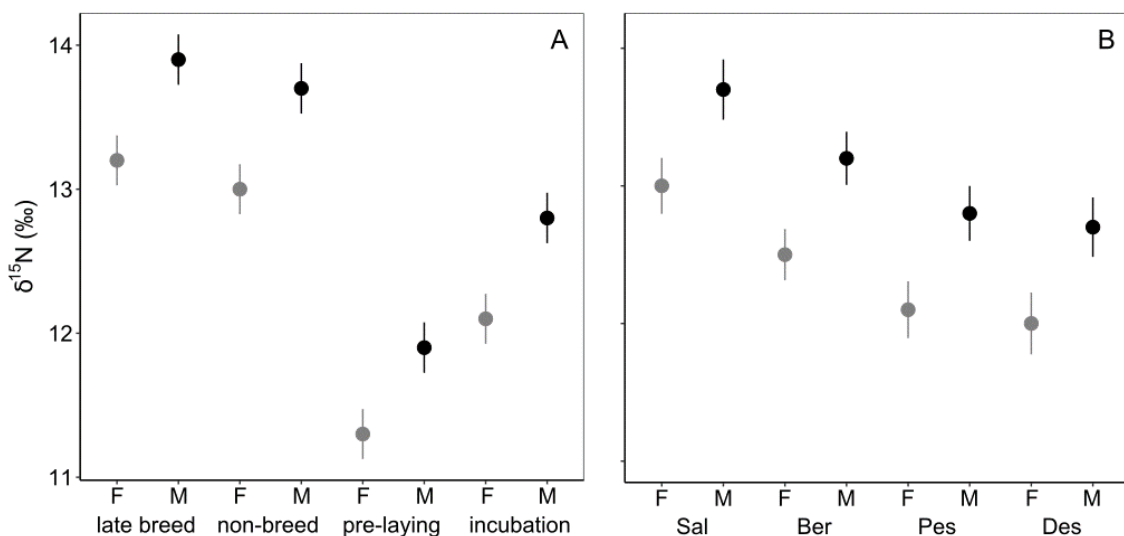 A
B
14
13
12
11
δ¹⁵N (‰)
F M F M F M F M
late breed non-breed pre-laying incubation
F M F M F M F M
Sal Ber Pes Des